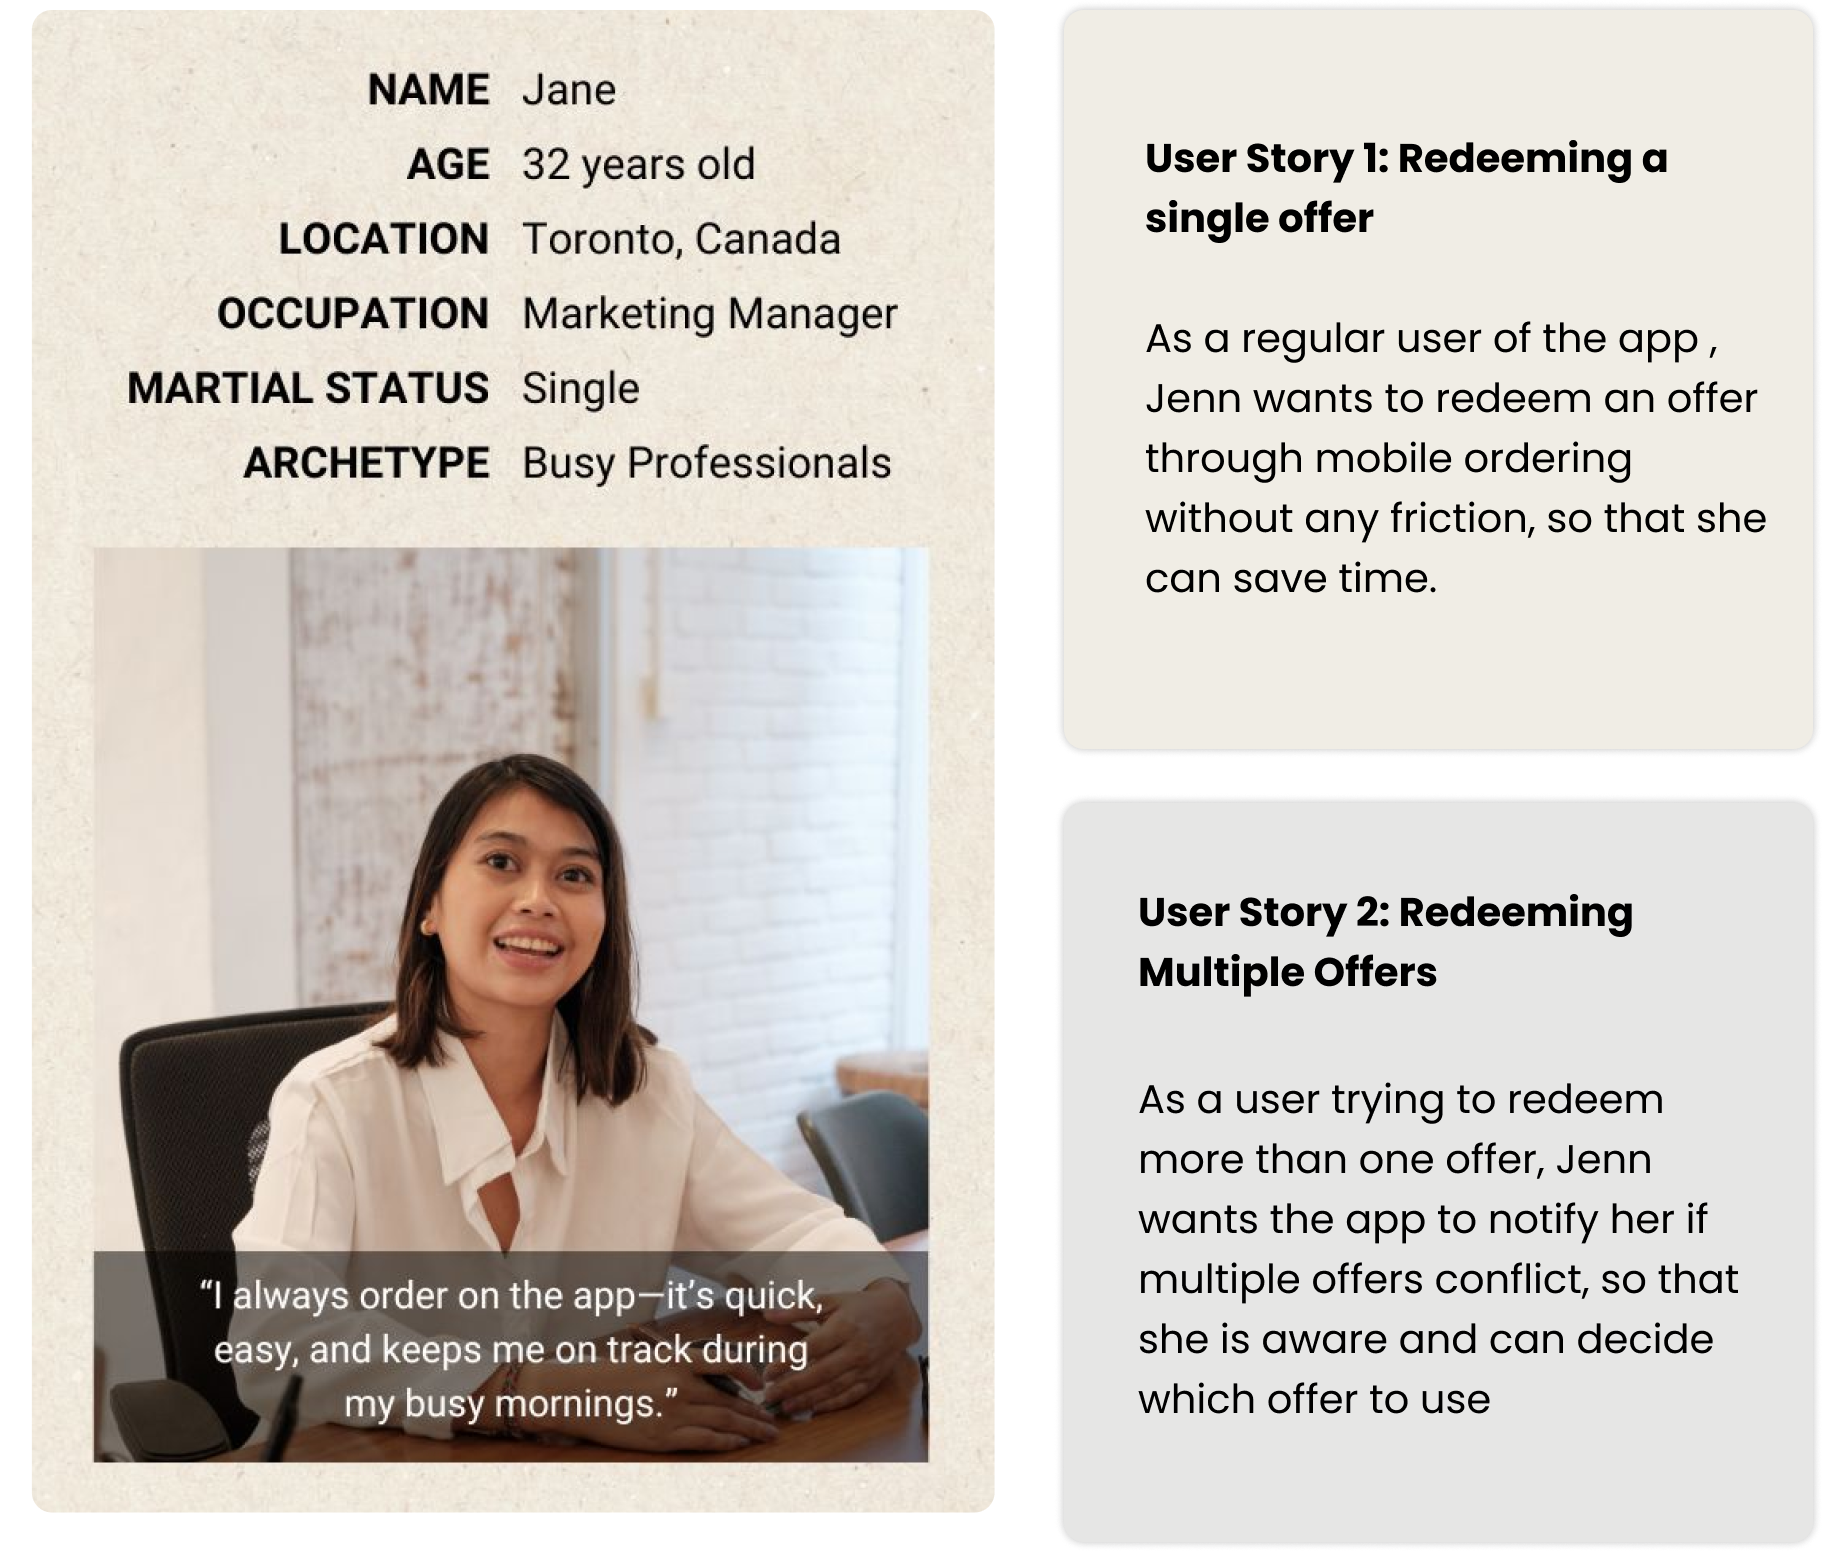 NAME Jane
AGE 32 years old
LOCATION Toronto, Canada
OCCUPATION Marketing Manager
MARTIAL STATUS Single
ARCHETYPE Busy Professionals
“I always order on the app—it’s quick,
easy, and keeps me on track during
my busy mornings.”
User Story 1: Redeeming a
single offer
As a regular user of the app ,
Jenn wants to redeem an offer
through mobile ordering
without any friction, so that she
can save time.
User Story 2: Redeeming
Multiple Offers
As a user trying to redeem
more than one offer, Jenn
wants the app to notify her if
multiple offers conflict, so that
she is aware and can decide
which offer to use